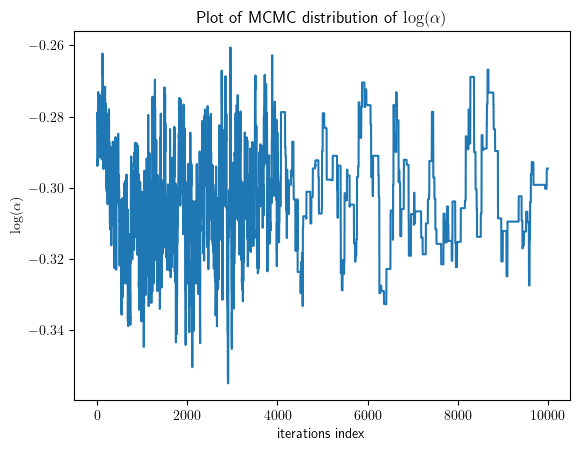 Plot of MCMC distribution of log(α)
−0.26
−0.28
−0.30
−0.32
−0.34
log(α)
0 2000 4000 6000 8000 10000
iterations index